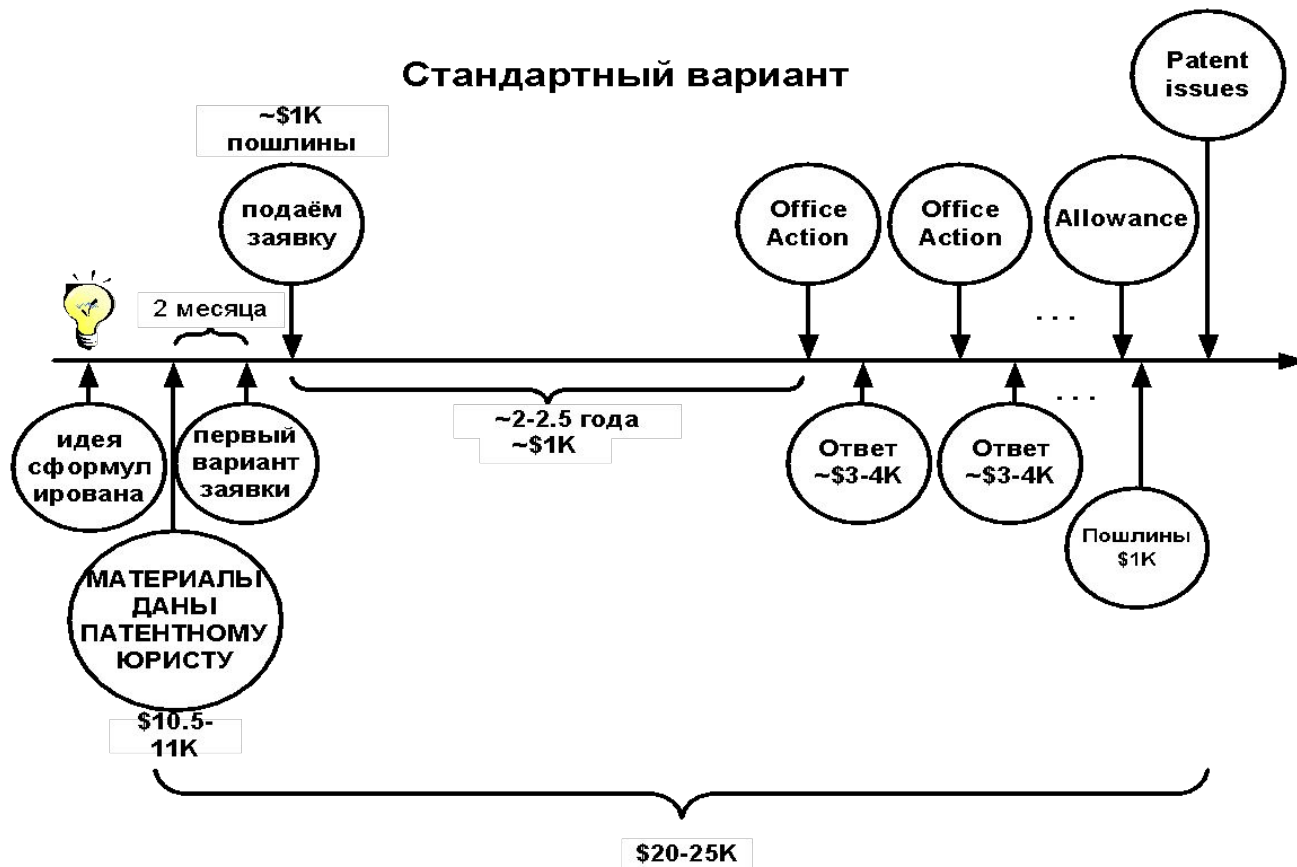 Стандартный вариант
Patent
issues
~$1K
пошлины
подаём
заявку
Office
Action
Office
Action
Allowance
2 месяца
. . .
идея
сформул
ирована
первый
вариант
заявки
~2-2.5 года
~$1K
Ответ
~$3-4K
Ответ
~$3-4K
. . .
Пошлины
$1K
МАТЕРИАЛЫ
ДАНЫ
ПАТЕНТНОМУ
ЮРИСТУ
$10.5-
11K
$20-25K